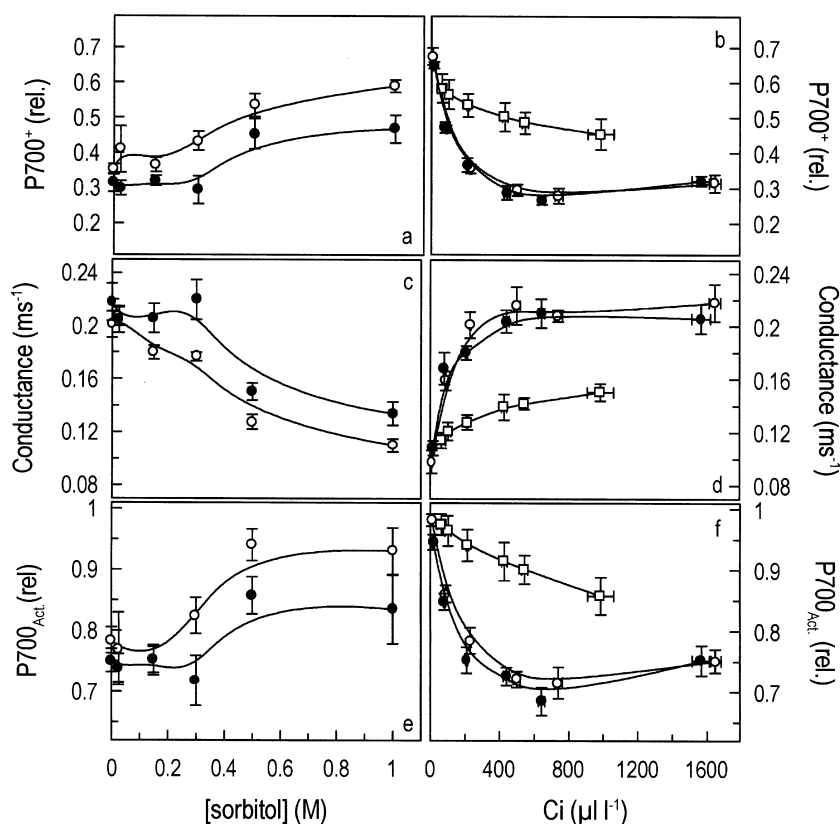 0.7
0.6
0.5
0.4
0.3
0.2
P700⁺ (rel.)
a
b
0.7
0.6
0.5
0.4
0.3
0.2
P700⁺ (rel.)
0.24
0.2
0.16
0.12
0.08
Conductance (ms⁻¹)
c
d
0.24
0.2
0.16
0.12
0.08
Conductance (ms⁻¹)
1
0.9
0.8
0.7
P700Act. (rel)
e
f
1
0.9
0.8
0.7
P700Act. (rel.)
0 0.2 0.4 0.6 0.8 1
[sorbitol] (M)
0 400 800 1200 1600
Ci (µl l⁻¹)